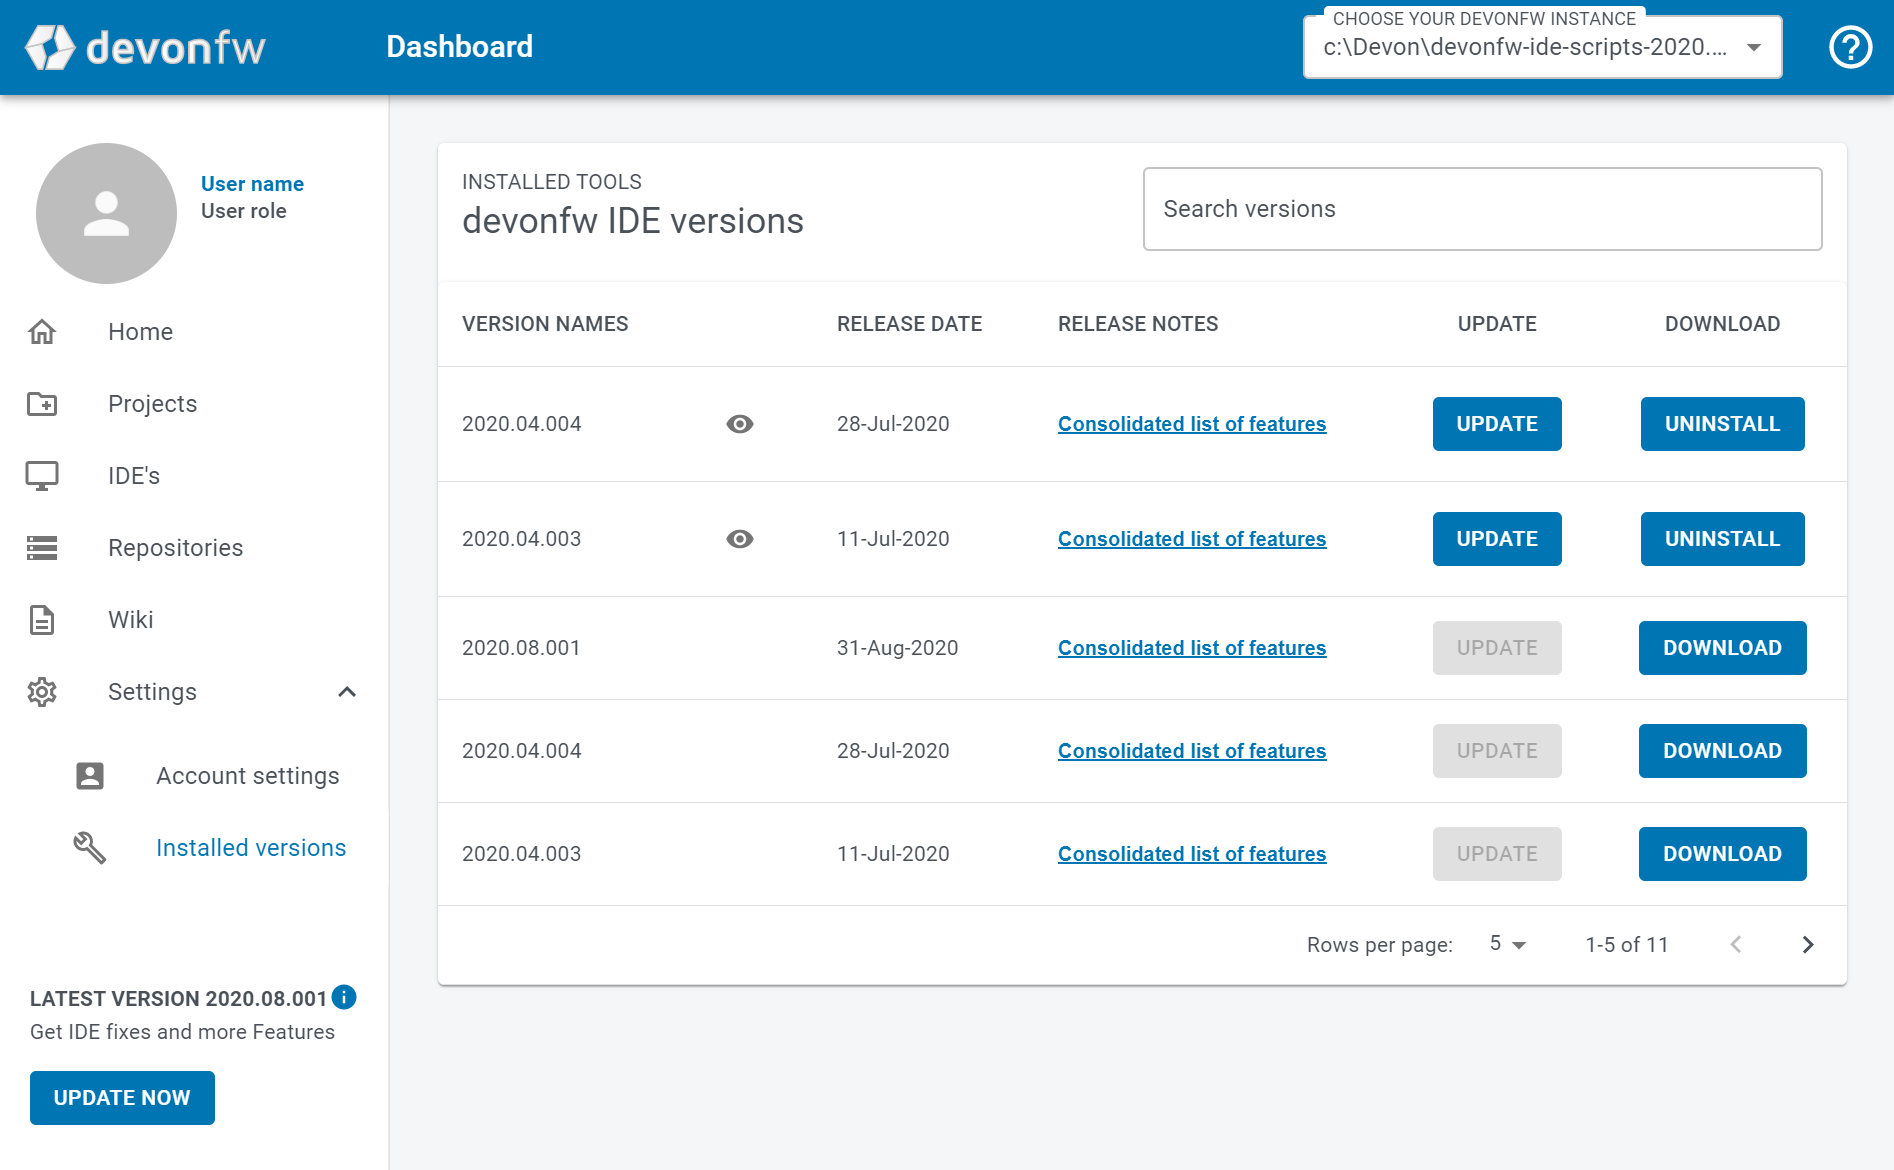 devonfw
Dashboard
CHOOSE YOUR DEVONFW INSTANCE
c:\Devon\devonfw-ide-scripts-2020....
User name
User role
Home
Projects
IDE's
Repositories
Wiki
Settings
Account settings
Installed versions
LATEST VERSION 2020.08.001
Get IDE fixes and more Features
UPDATE NOW
INSTALLED TOOLS
devonfw IDE versions
Search versions
VERSION NAMES RELEASE DATE RELEASE NOTES UPDATE DOWNLOAD
2020.04.004 28-Jul-2020 Consolidated list of features UPDATE UNINSTALL
2020.04.003 11-Jul-2020 Consolidated list of features UPDATE UNINSTALL
2020.08.001 31-Aug-2020 Consolidated list of features UPDATE DOWNLOAD
2020.04.004 28-Jul-2020 Consolidated list of features UPDATE DOWNLOAD
2020.04.003 11-Jul-2020 Consolidated list of features UPDATE DOWNLOAD
Rows per page: 5 1-5 of 11